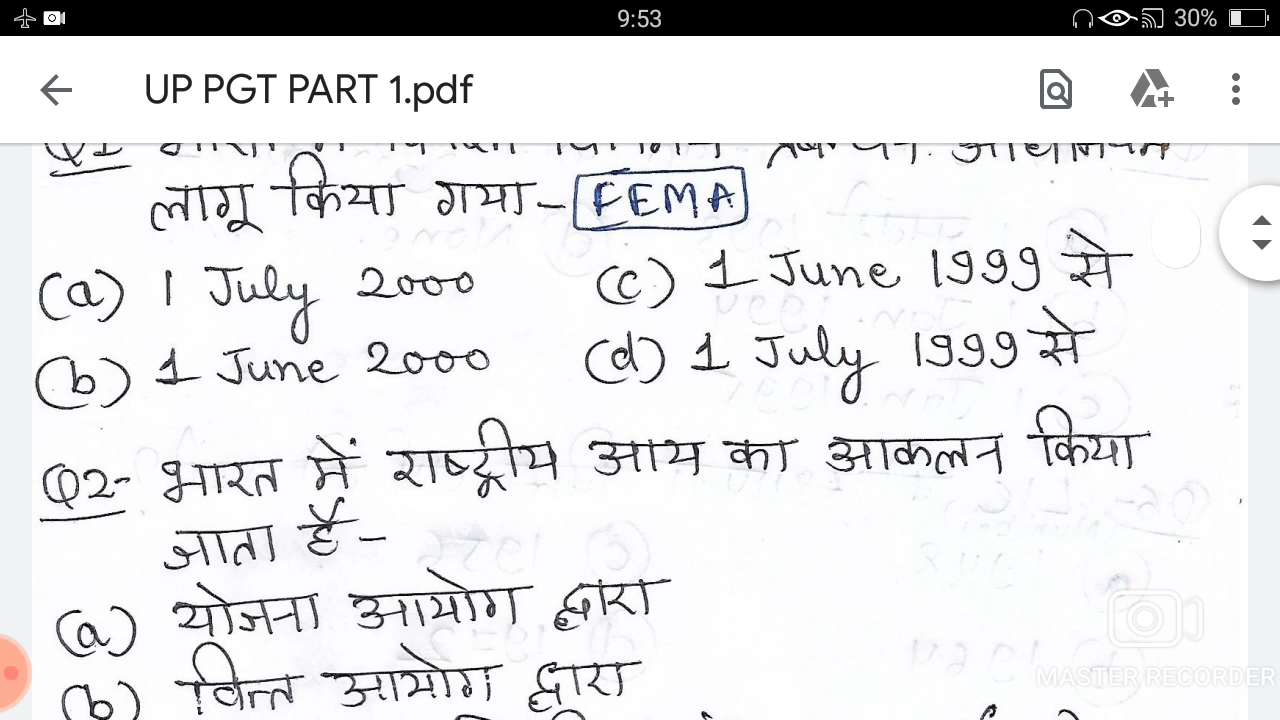 9:53
30%
UP PGT PART 1.pdf
Q1
लागू किया गया- FEMA
(a) 1 July 2000 (c) 1 June 1999 से
(b) 1 June 2000 (d) 1 July 1999 से
Q2- भारत में राष्ट्रीय आय का आकलन किया
जाता है-
(a) योजना आयोग द्वारा
(b) वित्त आयोग द्वारा
MASTER RECORDER